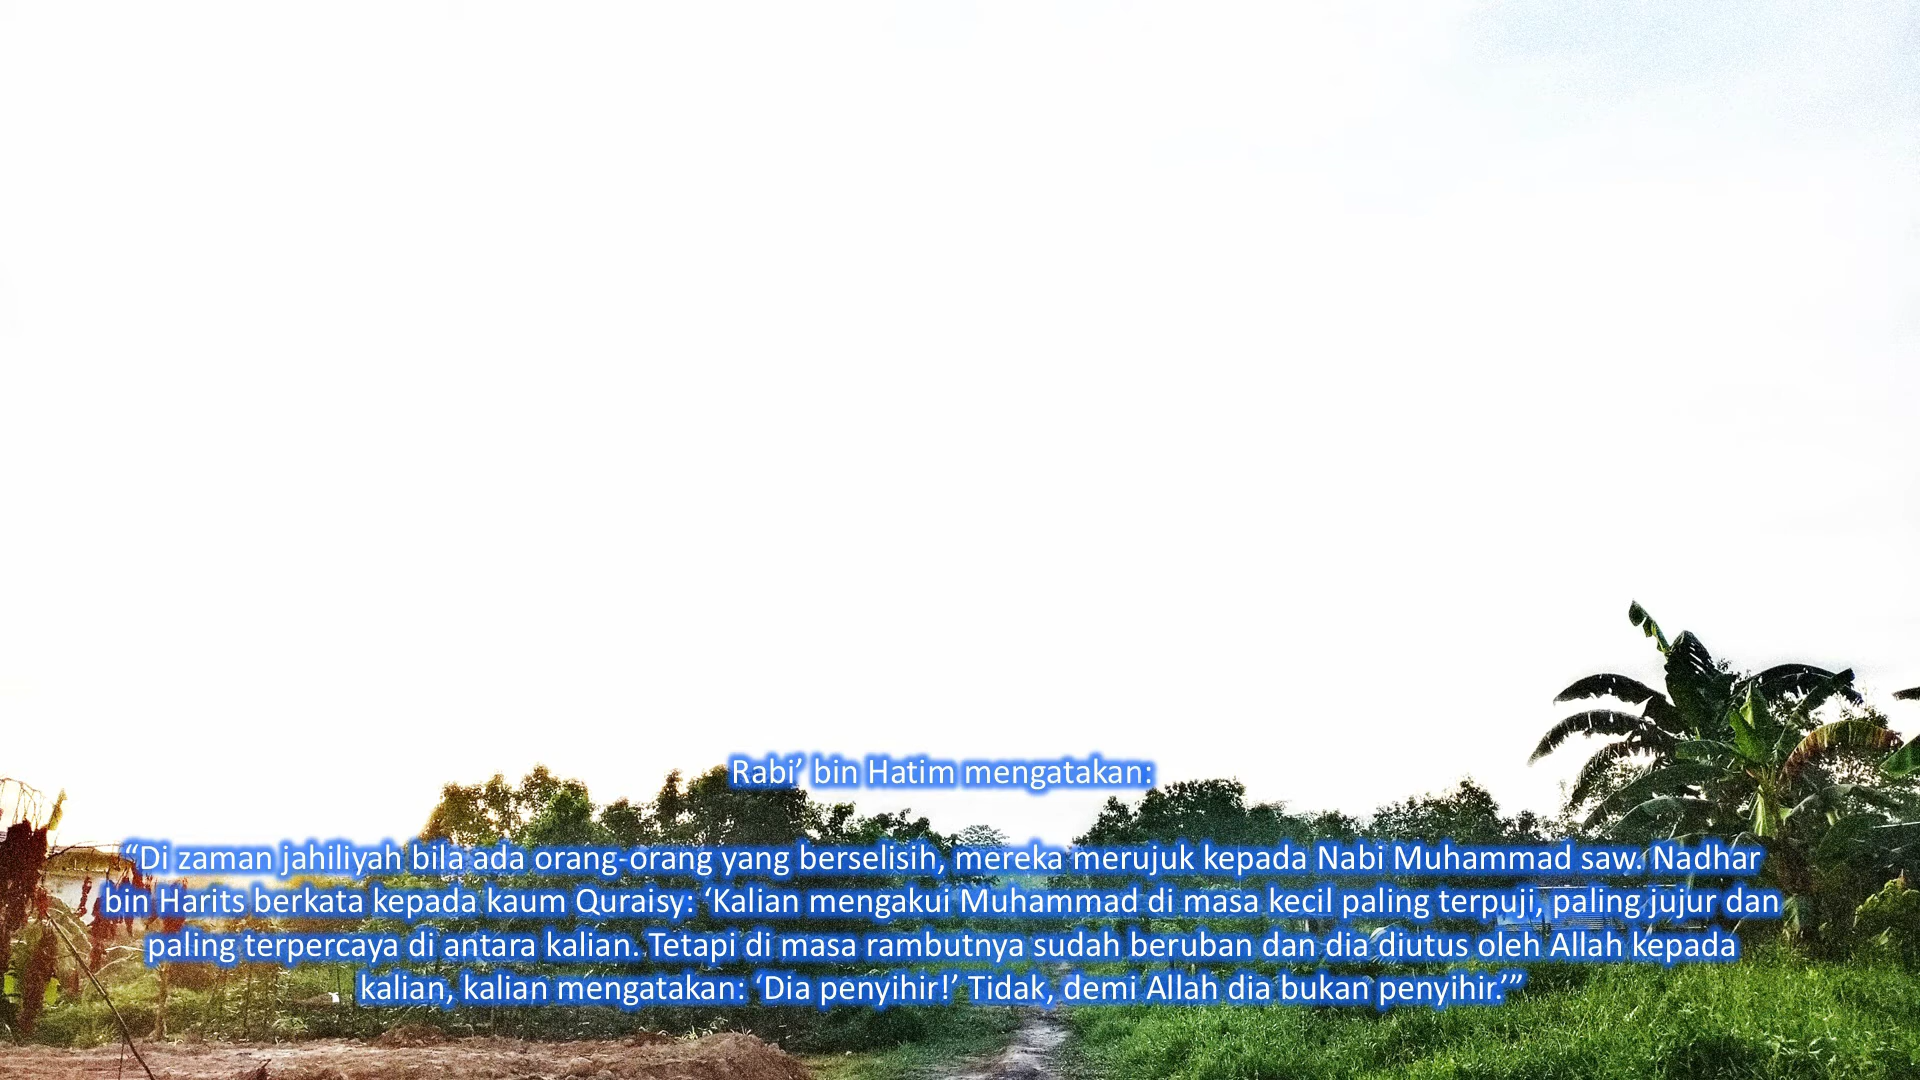 Rabi’ bin Hatim mengatakan:
“Di zaman jahiliyah bila ada orang-orang yang berselisih, mereka merujuk kepada Nabi Muhammad saw. Nadhar
bin Harits berkata kepada kaum Quraisy: ‘Kalian mengakui Muhammad di masa kecil paling terpuji, paling jujur dan
paling terpercaya di antara kalian. Tetapi di masa rambutnya sudah beruban dan dia diutus oleh Allah kepada
kalian, kalian mengatakan: ‘Dia penyihir!’ Tidak, demi Allah dia bukan penyihir.’”